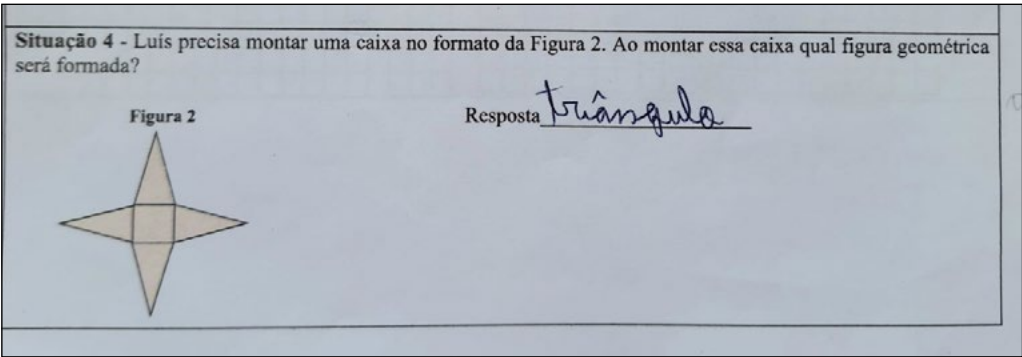 Situação 4 - Luís precisa montar uma caixa no formato da Figura 2. Ao montar essa caixa qual figura geométrica
será formada?
Figura 2
Resposta triângulo